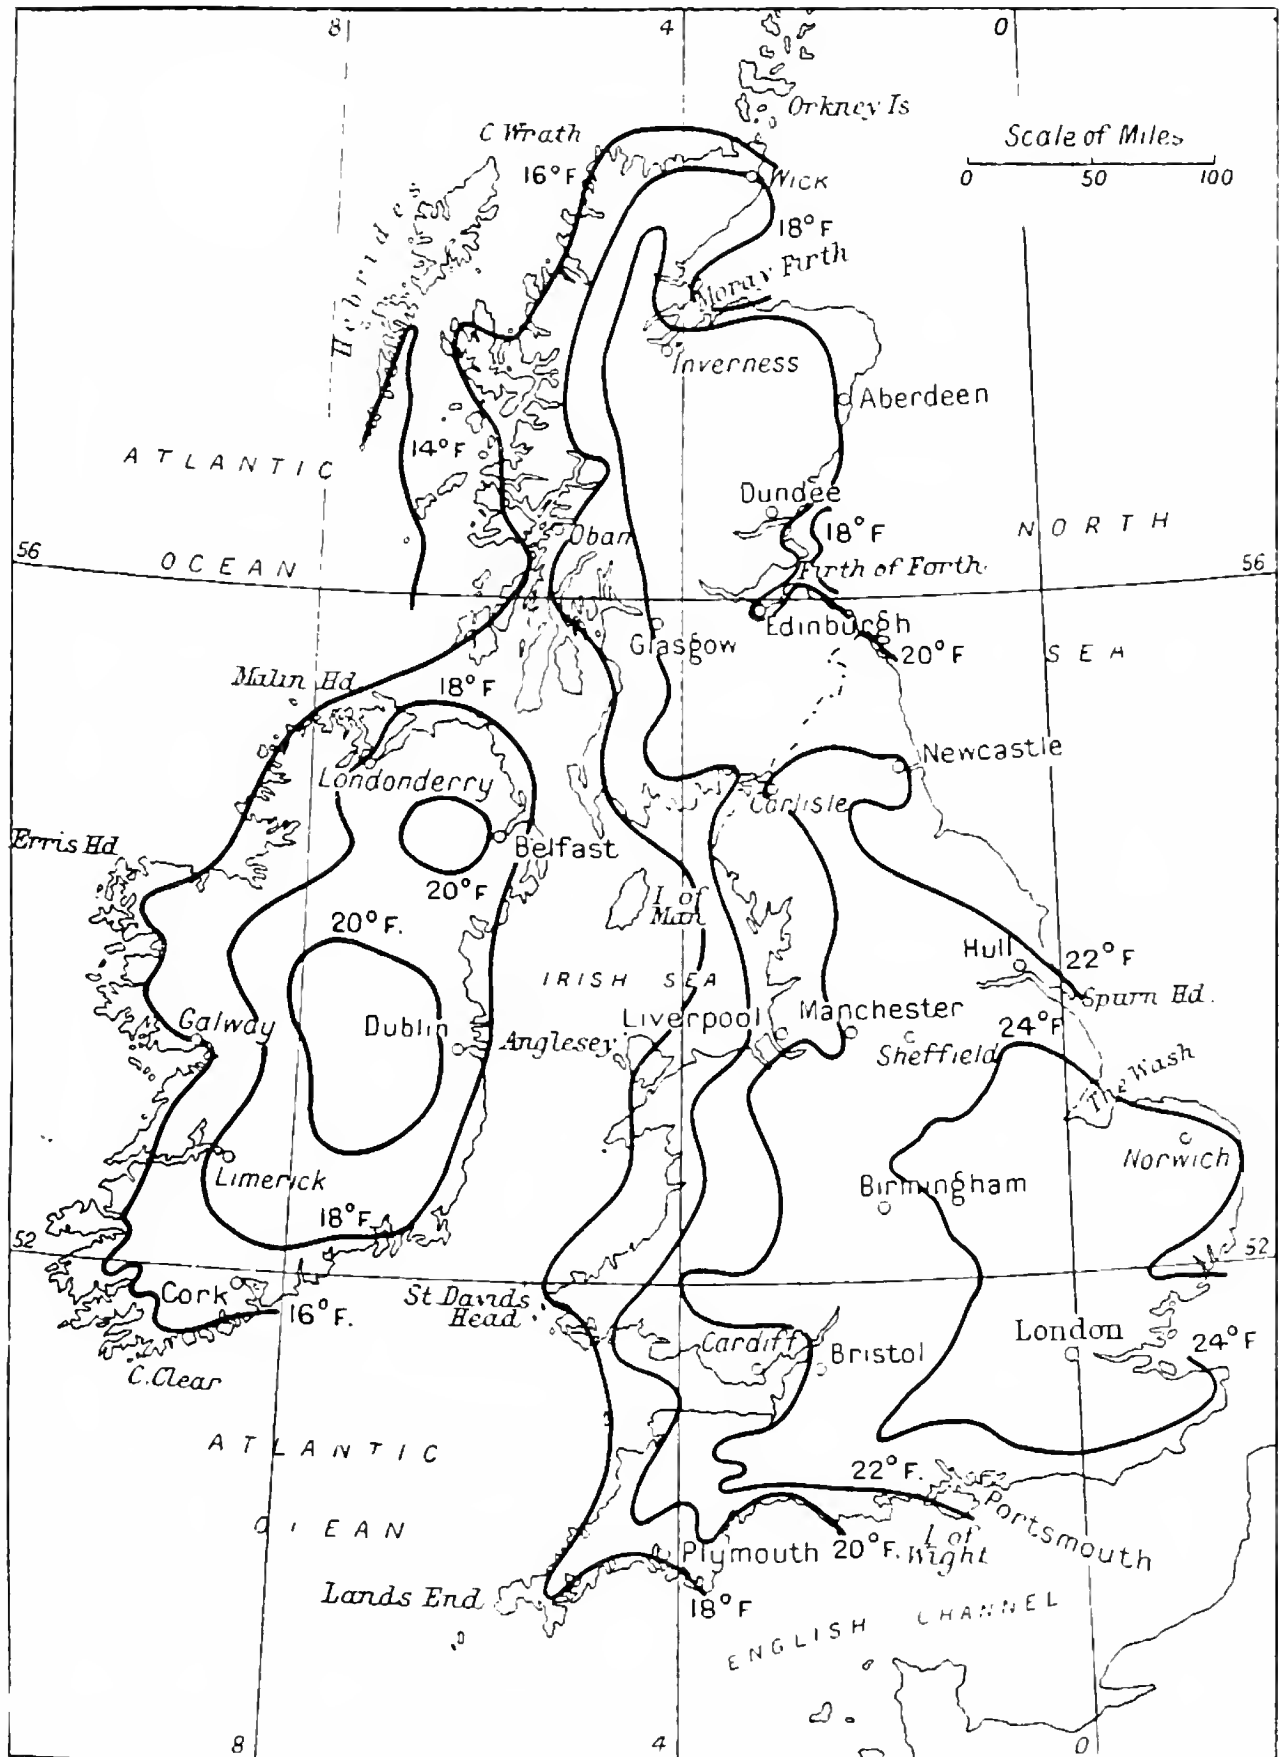 8
4
0
Orkney Is
C Wrath
Scale of Miles
16°F
WICK
0 50 100
Hebrides
18°F
Moray Firth
Inverness
Aberdeen
14°F
ATLANTIC
Dundee
NORTH
18°F
Oban
56
OCEAN
Firth of Forth
56
Edinburgh
Glasgow
20°F
SEA
Malin Hd
18°F
Newcastle
Londonderry
Carlisle
Erris Hd
Belfast
20°F
I of
Man
20°F.
Hull
22°F
IRISH SEA
Spurn Hd.
Galway
Dublin
Anglesey
Liverpool
Manchester
24°F
Sheffield
The Wash
Limerick
Norwich
Birmingham
18°F
52
52
Cork
16°F.
St Davids
Head
Cardiff
Bristol
London
24°F
C.Clear
ATLANTIC
22°F.
Portsmouth
OCEAN
Plymouth
20°F.
I of
Wight
Lands End
18°F
ENGLISH CHANNEL
8
4
0